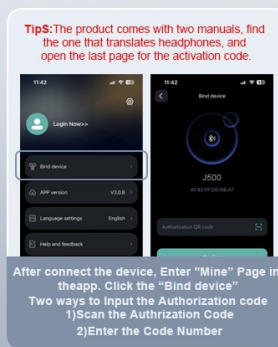 TipS:The product comes with two manuals, find
the one that translates headphones, and
open the last page for the activation code.
11:42
11:42
Bind device
Login Now>>
Bind device
J500
APP version
V3.0.8
Language settings
English
Authorization QR code
Help and feedback
After connect the device, Enter "Mine" Page in
theapp. Click the "Bind device"
Two ways to Input the Authorization code
1)Scan the Authrization Code
2)Enter the Code Number